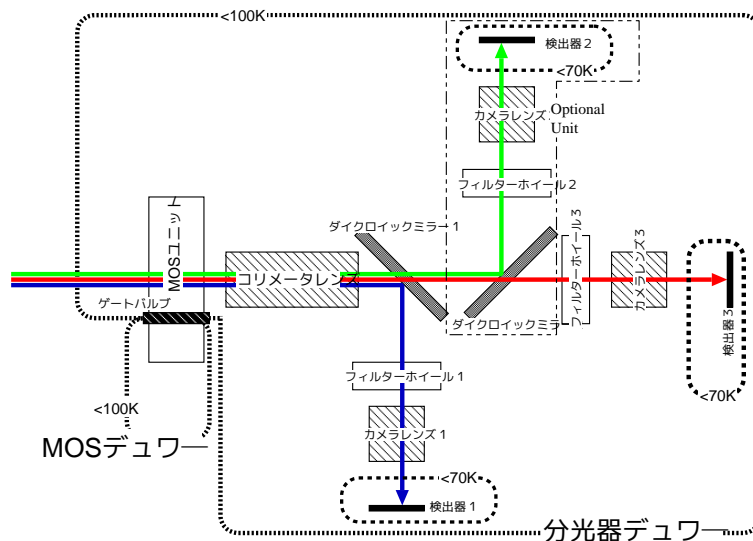 <100K
検出器2
<70K
カメラレンズ
Optional
Unit
フィルターホイール2
MOSユニット
ダイクロイックミラー1
フィルターホイール3
カメラレンズ3
コリメータレンズ
ゲートバルブ
ダイクロイックミラ
検出器3
<70K
フィルターホイール1
<100K
カメラレンズ1
MOSデュワー
<70K
検出器1
分光器デュワー